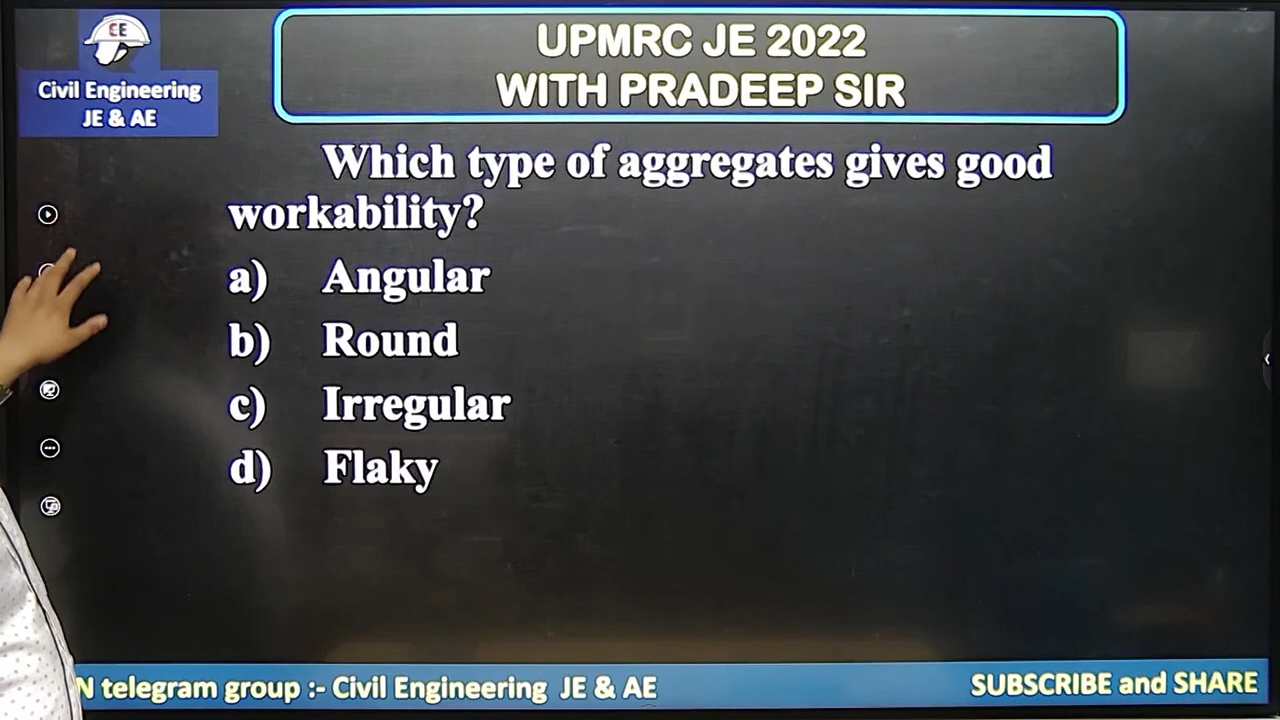 CE
Civil Engineering
JE & AE
UPMRC JE 2022
WITH PRADEEP SIR
Which type of aggregates gives good
workability?
a) Angular
b) Round
c) Irregular
d) Flaky
N telegram group :- Civil Engineering JE & AE
SUBSCRIBE and SHARE